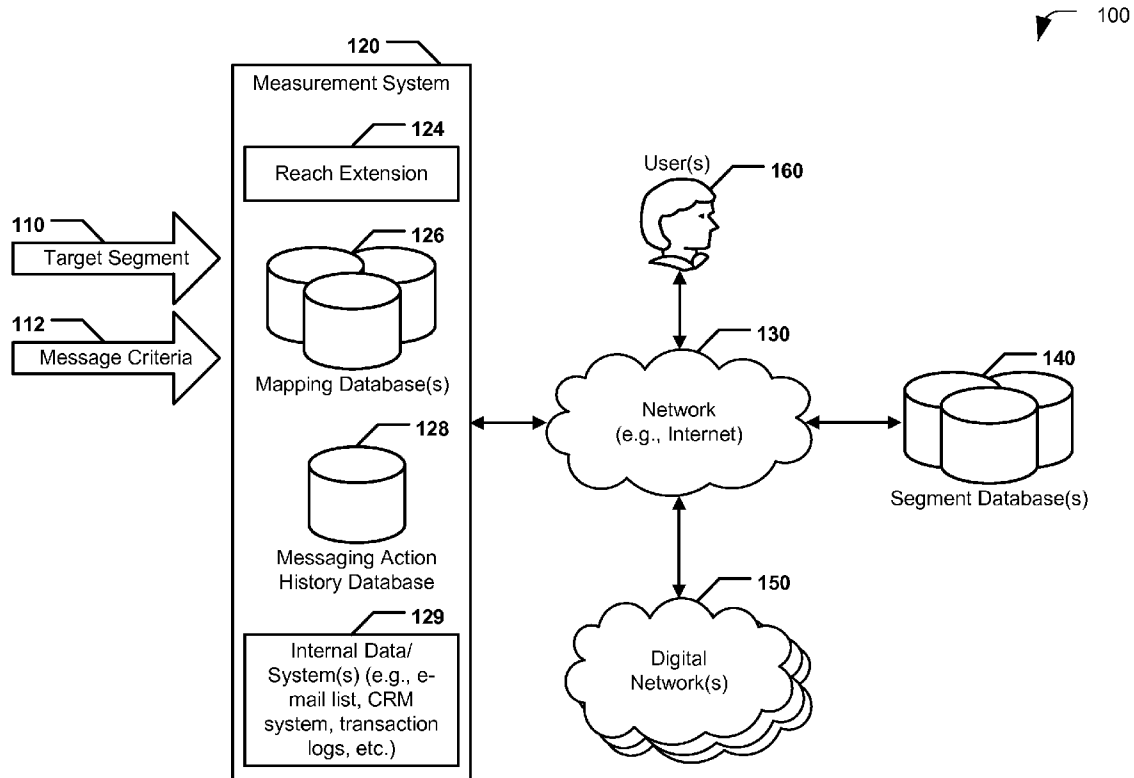 100
120
Measurement System
124
Reach Extension
110
Target Segment
112
Message Criteria
126
Mapping Database(s)
128
Messaging Action
History Database
129
Internal Data/
System(s) (e.g., e-
mail list, CRM
system, transaction
logs, etc.)
User(s)
160
130
Network
(e.g., Internet)
140
Segment Database(s)
150
Digital
Network(s)